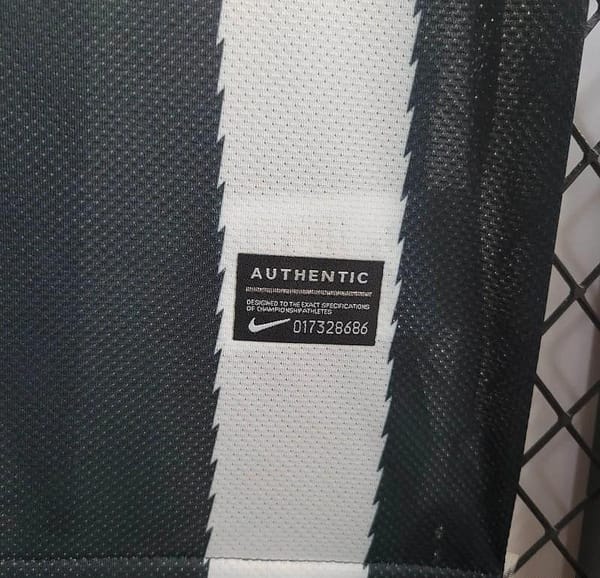 AUTHENTIC
DESIGNED TO THE EXACT SPECIFICATIONS
OF CHAMPIONSHIP ATHLETES
017328686